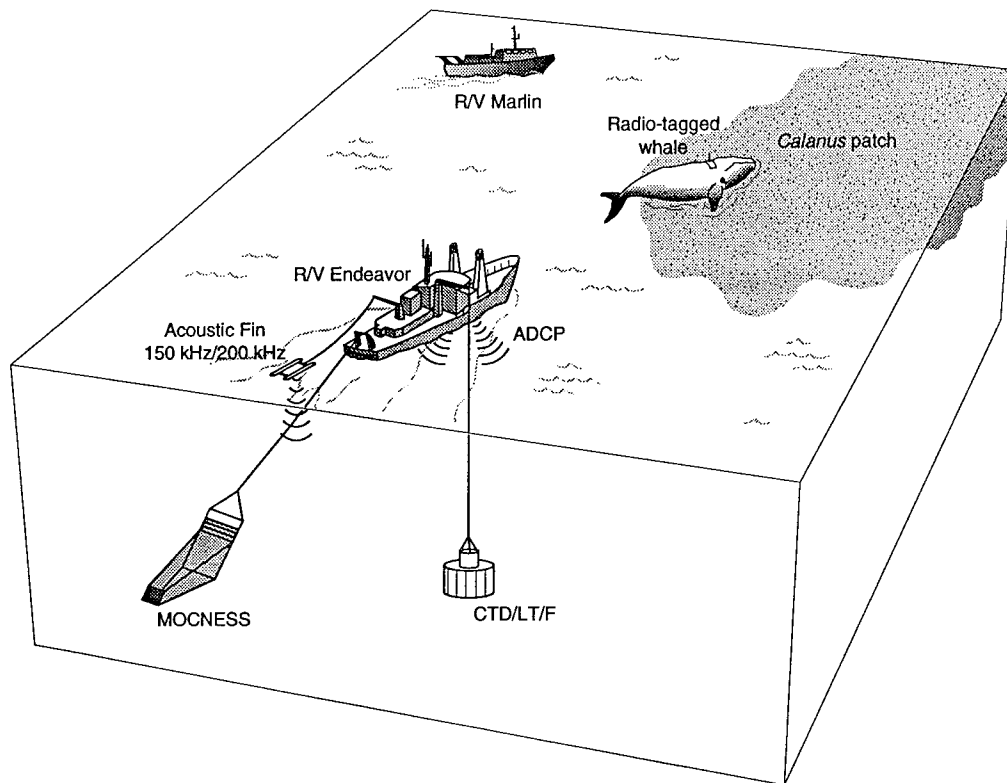 R/V Marlin
Radio-tagged
whale
Calanus patch
R/V Endeavor
Acoustic Fin
150 kHz/200 kHz
ADCP
MOCNESS
CTD/LT/F